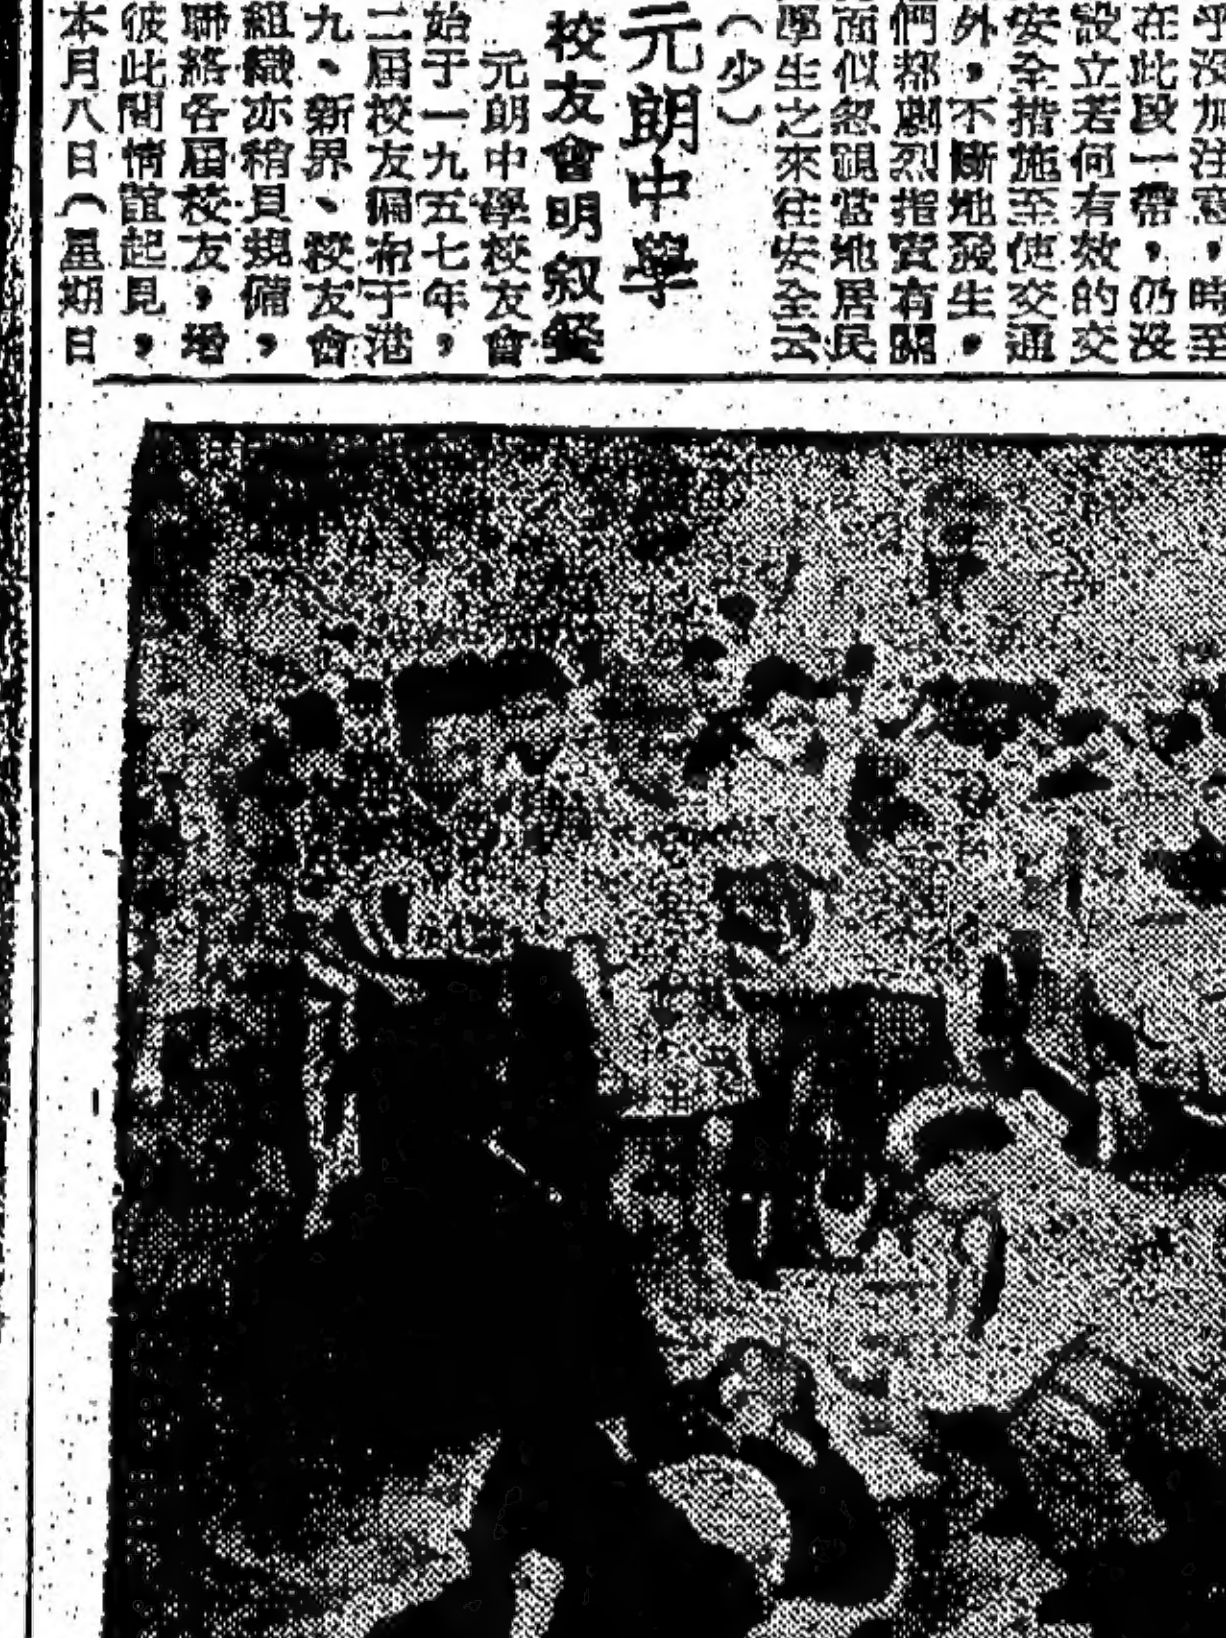 乎沒加注意，時至
在此段一帶，仍沒
設立若何有效的交
安全措施至使交通
外，不斷地發生，
們都劇烈指責有關
面似忽視當地居民
學生之來往安全云
（少）
元朗中學
校友會明叙餐
元朗中學校友會
始于一九五七年，
二屆校友徧布于港
九、新界、校友會
組織亦稍具規備，
聯絡各屆校友，增
彼此間情誼起見，
本月八日（星期日